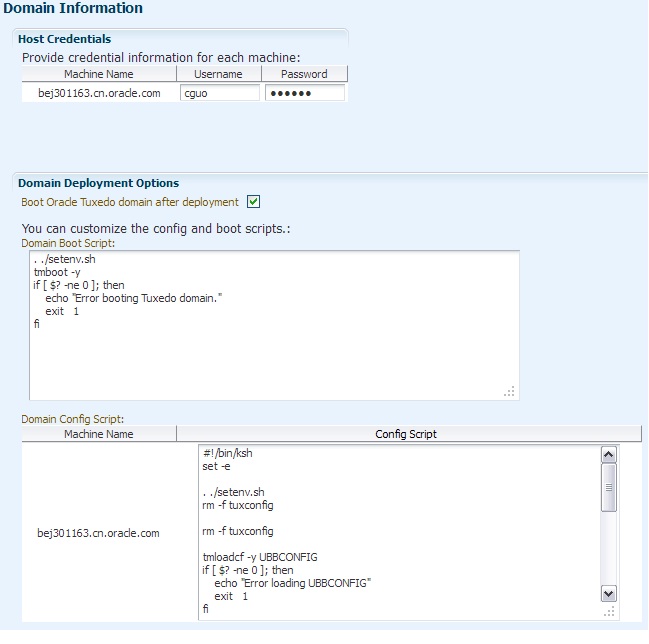 Domain Information
Host Credentials
Provide credential information for each machine:
Machine Name Username Password
bej301163.cn.oracle.com cguo ••••••
Domain Deployment Options
Boot Oracle Tuxedo domain after deployment
You can customize the config and boot scripts.:
Domain Boot Script:
. ./setenv.sh
tmboot -y
if [ $? -ne 0 ]; then
echo "Error booting Tuxedo domain."
exit 1
fi
Domain Config Script:
Machine Name Config Script
#!/bin/ksh
set -e
. ./setenv.sh
rm -f tuxconfig
rm -f tuxconfig
bej301163.cn.oracle.com
tmloadcf -y UBBCONFIG
if [ $? -ne 0 ]; then
echo "Error loading UBBCONFIG"
exit 1
fi